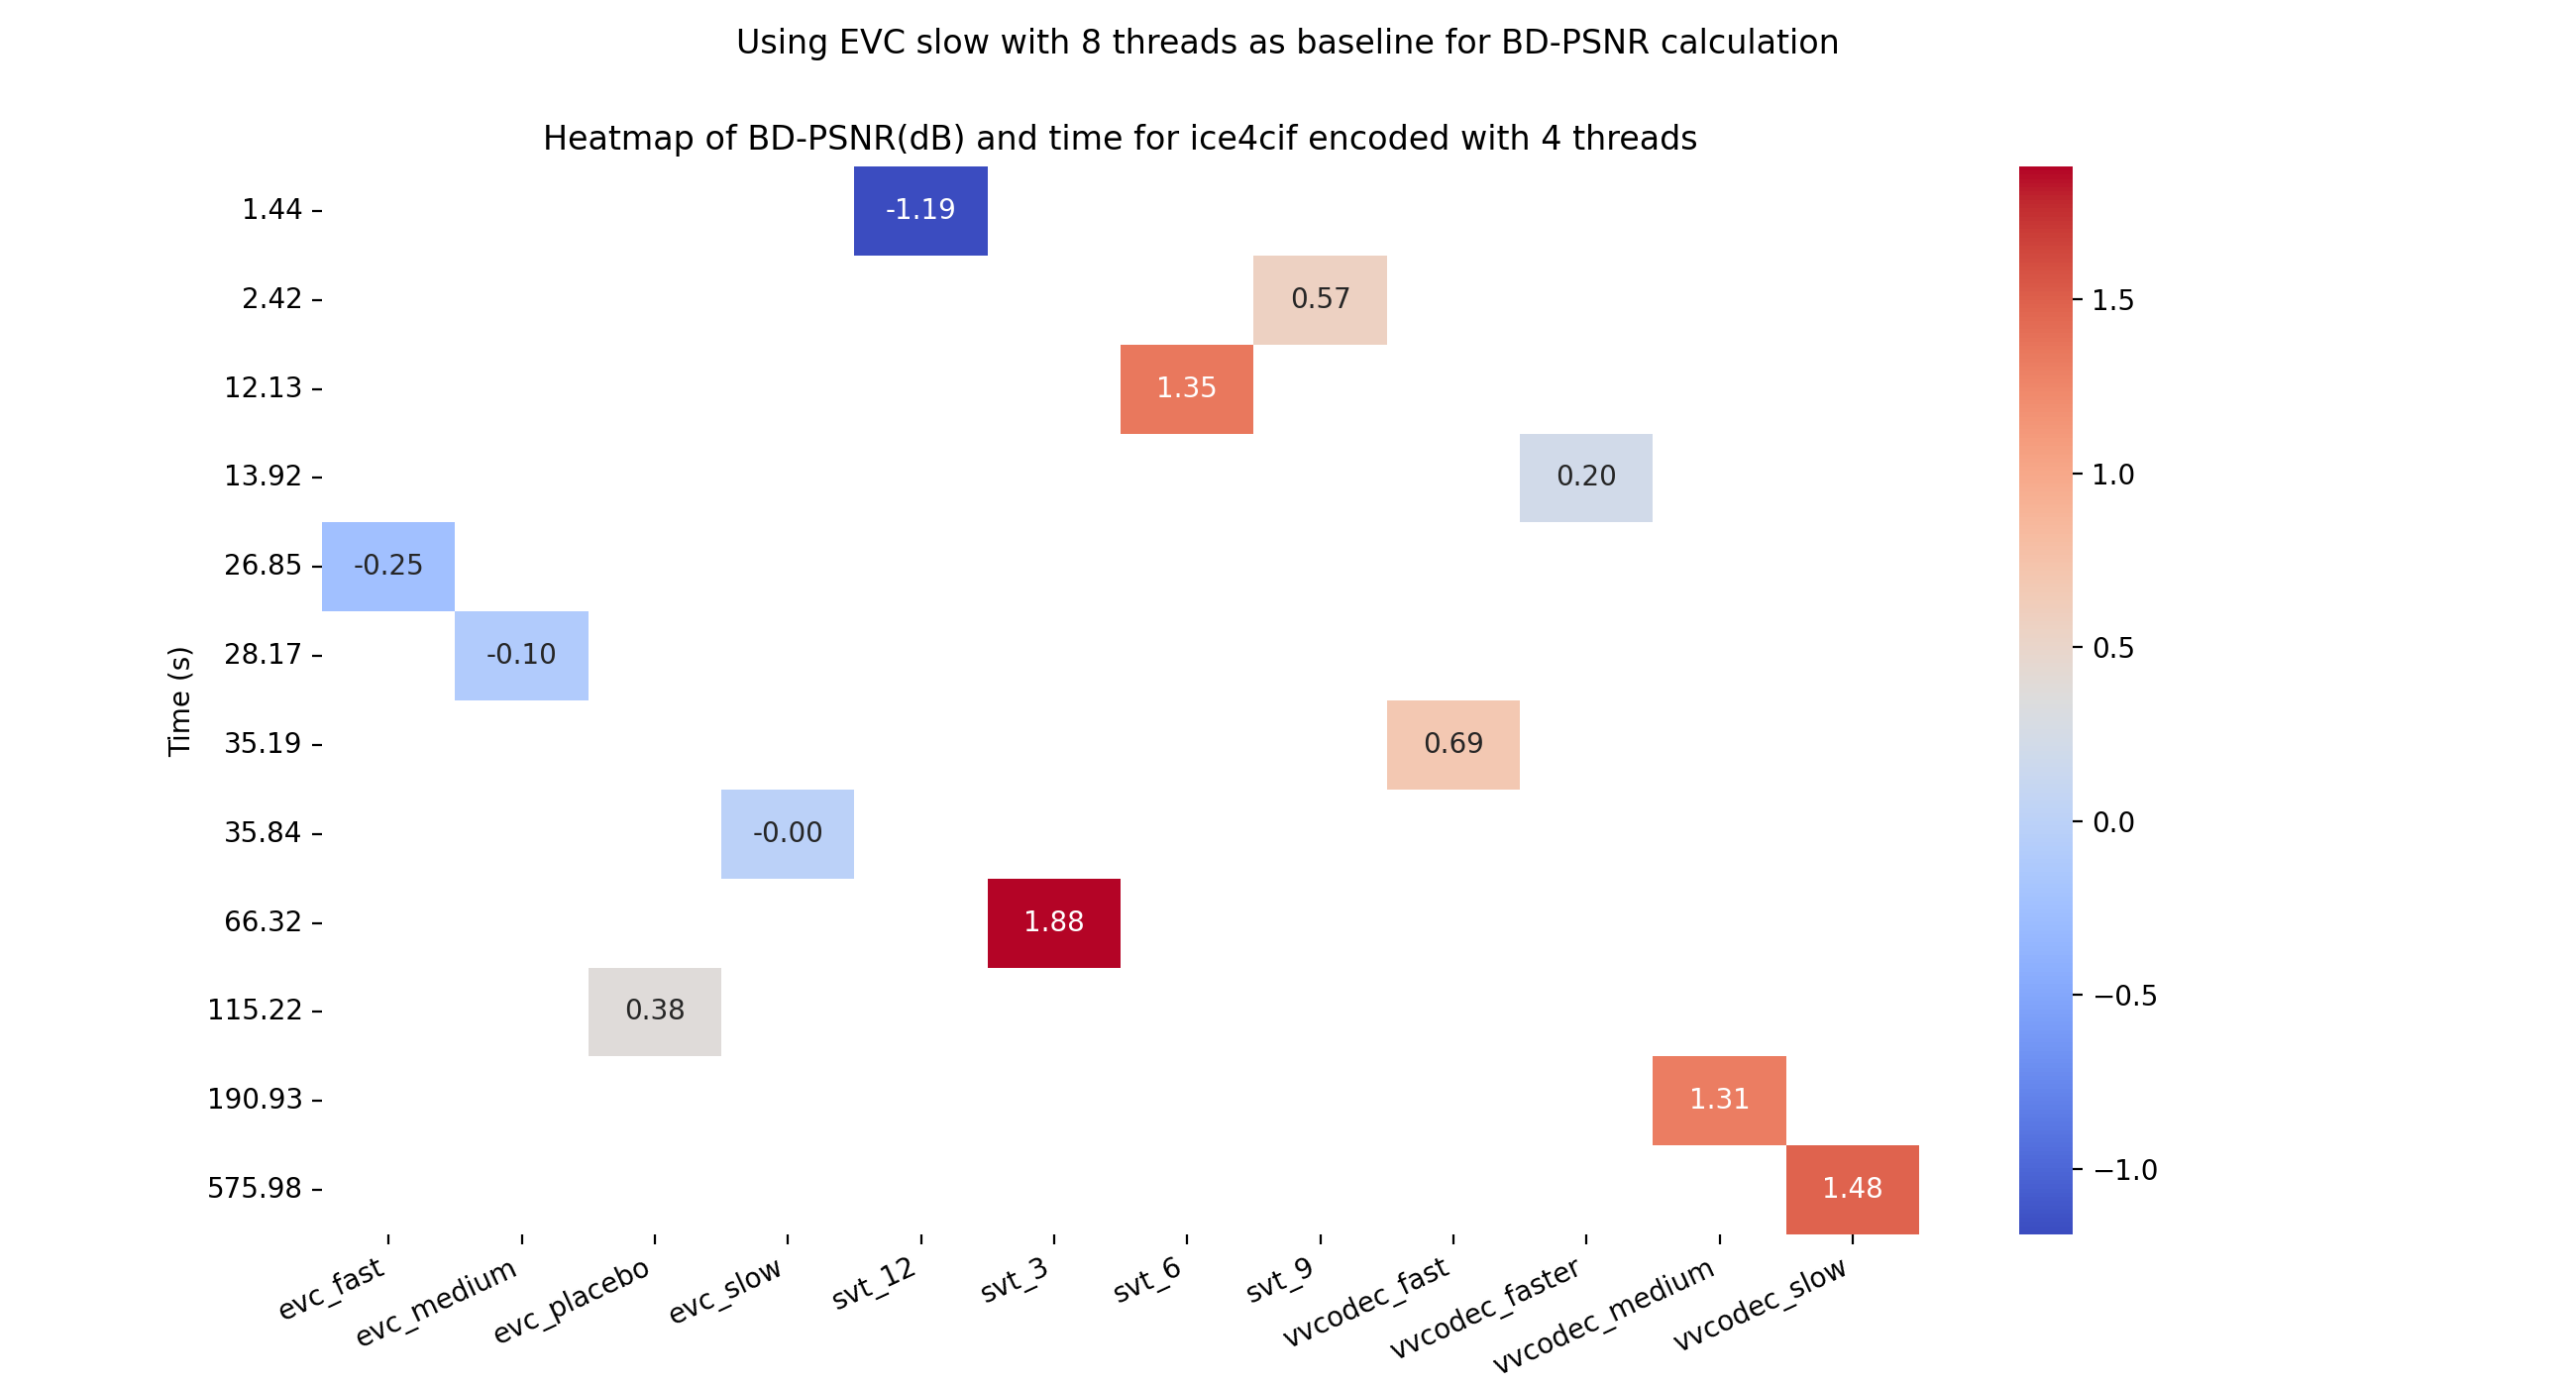 Using EVC slow with 8 threads as baseline for BD-PSNR calculation
Heatmap of BD-PSNR(dB) and time for ice4cif encoded with 4 threads
Time (s)
1.44
-1.19
2.42
0.57
12.13
1.35
13.92
0.20
26.85
-0.25
28.17
-0.10
35.19
0.69
35.84
-0.00
66.32
1.88
115.22
0.38
190.93
1.31
575.98
1.48
evc_fast
evc_medium
evc_placebo
evc_slow
svt_12
svt_3
svt_6
svt_9
vvcodec_fast
vvcodec_faster
vvcodec_medium
vvcodec_slow
1.5
1.0
0.5
0.0
−0.5
−1.0